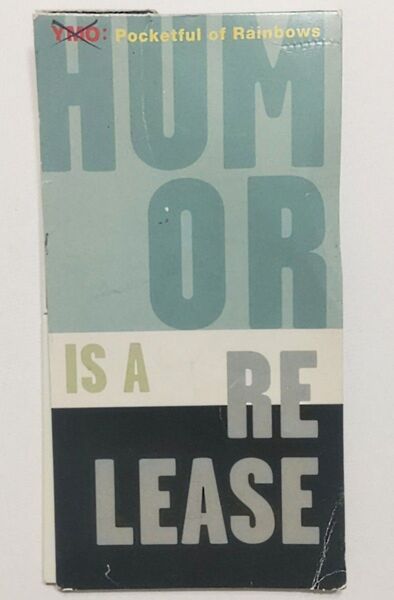 YMO: Pocketful of Rainbows
HUM
OR
IS A
RE
LEASE